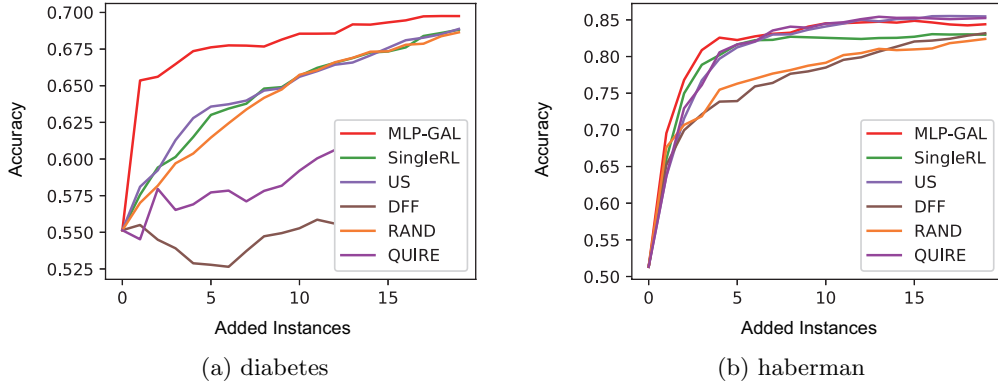 0.700
0.675
0.650
0.625
0.600
0.575
0.550
0.525
Accuracy
MLP-GAL
SingleRL
US
DFF
RAND
QUIRE
0 5 10 15
Added Instances
(a) diabetes
0.85
0.80
0.75
0.70
0.65
0.60
0.55
0.50
Accuracy
MLP-GAL
SingleRL
US
DFF
RAND
QUIRE
0 5 10 15
Added Instances
(b) haberman